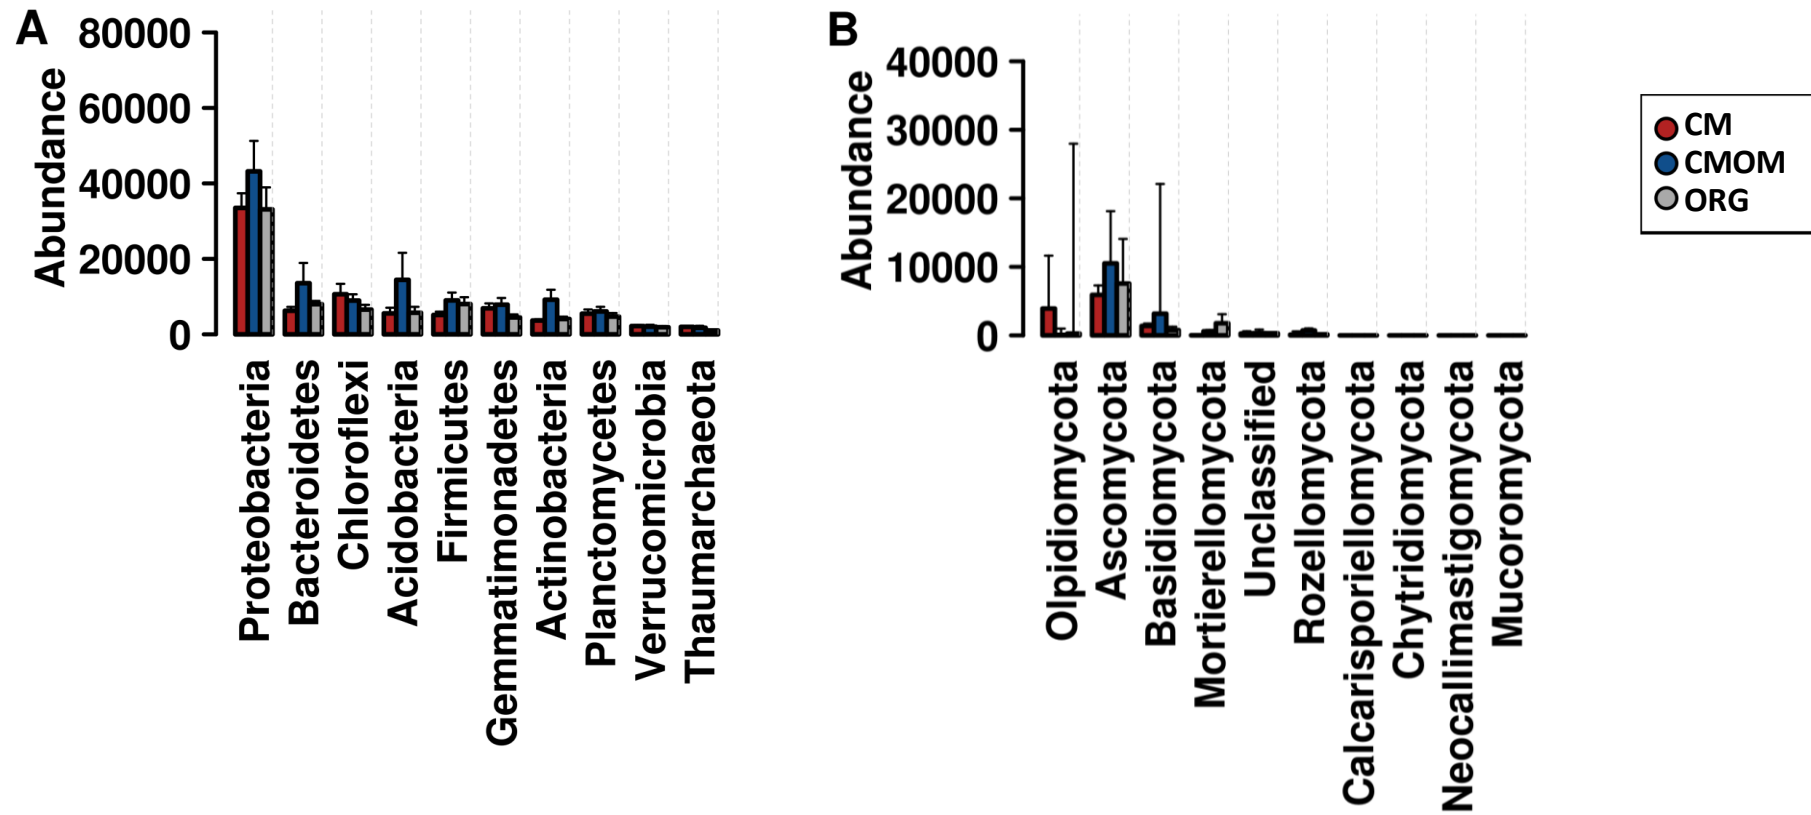 A
Abundance
80000
60000
40000
20000
0
Proteobacteria
Bacteroidetes
Chloroflexi
Acidobacteria
Firmicutes
Gemmatimonadetes
Actinobacteria
Planctomycetes
Verrucomicrobia
Thaumarchaeota
B
Abundance
40000
30000
20000
10000
0
Olpidiomycota
Ascomycota
Basidiomycota
Mortierellomycota
Unclassified
Rozellomycota
Calcarisporiellomycota
Chytridiomycota
Neocallimastigomycota
Mucoromycota
CM
CMOM
ORG